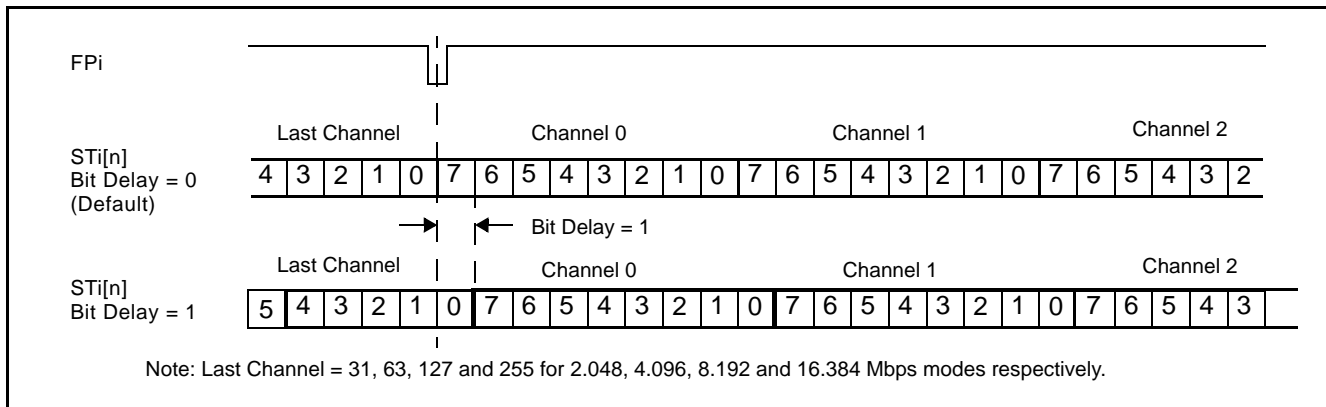 FPi
Last Channel Channel 0 Channel 1 Channel 2
STi[n]
Bit Delay = 0
(Default)
4 3 2 1 0 7 6 5 4 3 2 1 0 7 6 5 4 3 2 1 0 7 6 5 4 3 2
Bit Delay = 1
Last Channel Channel 0 Channel 1 Channel 2
STi[n]
Bit Delay = 1
5 4 3 2 1 0 7 6 5 4 3 2 1 0 7 6 5 4 3 2 1 0 7 6 5 4 3
Note: Last Channel = 31, 63, 127 and 255 for 2.048, 4.096, 8.192 and 16.384 Mbps modes respectively.